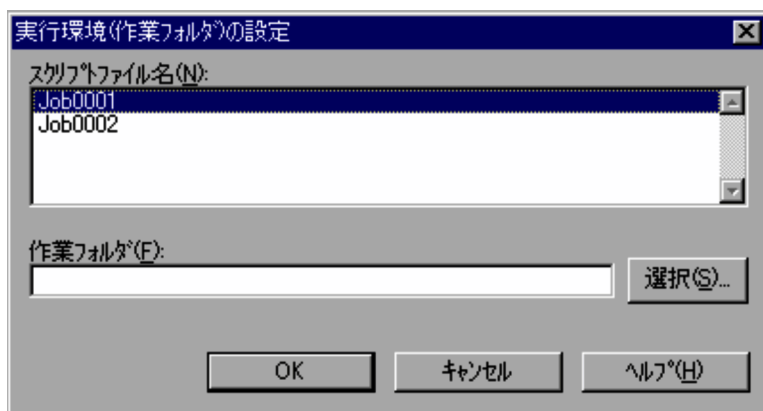 実行環境(作業ﾌｫﾙﾀﾞ)の設定
ｽｸﾘﾌﾟﾄﾌｧｲﾙ名(N):
Job0001
Job0002
作業ﾌｫﾙﾀﾞ(F):
選択(S)...
OK
ｷｬﾝｾﾙ
ﾍﾙﾌﾟ(H)